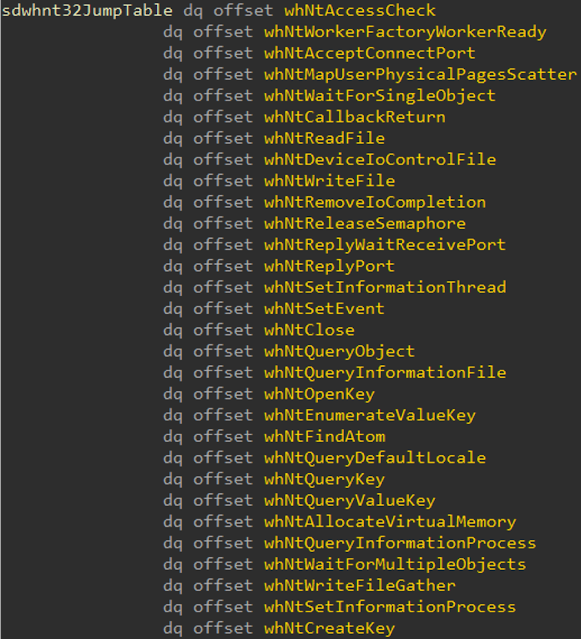 sdwhnt32JumpTable dq offset whNtAccessCheck
dq offset whNtWorkerFactoryWorkerReady
dq offset whNtAcceptConnectPort
dq offset whNtMapUserPhysicalPagesScatter
dq offset whNtWaitForSingleObject
dq offset whNtCallbackReturn
dq offset whNtReadFile
dq offset whNtDeviceIoControlFile
dq offset whNtWriteFile
dq offset whNtRemoveIoCompletion
dq offset whNtReleaseSemaphore
dq offset whNtReplyWaitReceivePort
dq offset whNtReplyPort
dq offset whNtSetInformationThread
dq offset whNtSetEvent
dq offset whNtClose
dq offset whNtQueryObject
dq offset whNtQueryInformationFile
dq offset whNtOpenKey
dq offset whNtEnumerateValueKey
dq offset whNtFindAtom
dq offset whNtQueryDefaultLocale
dq offset whNtQueryKey
dq offset whNtQueryValueKey
dq offset whNtAllocateVirtualMemory
dq offset whNtQueryInformationProcess
dq offset whNtWaitForMultipleObjects
dq offset whNtWriteFileGather
dq offset whNtSetInformationProcess
dq offset whNtCreateKey